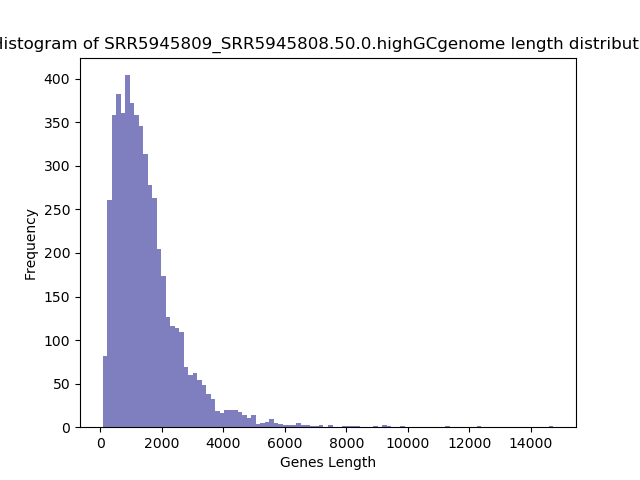 Histogram of SRR5945809_SRR5945808.50.0.highGCgenome length distribut
400
350
300
250
200
150
100
50
0
Frequency
0 2000 4000 6000 8000 10000 12000 14000
Genes Length